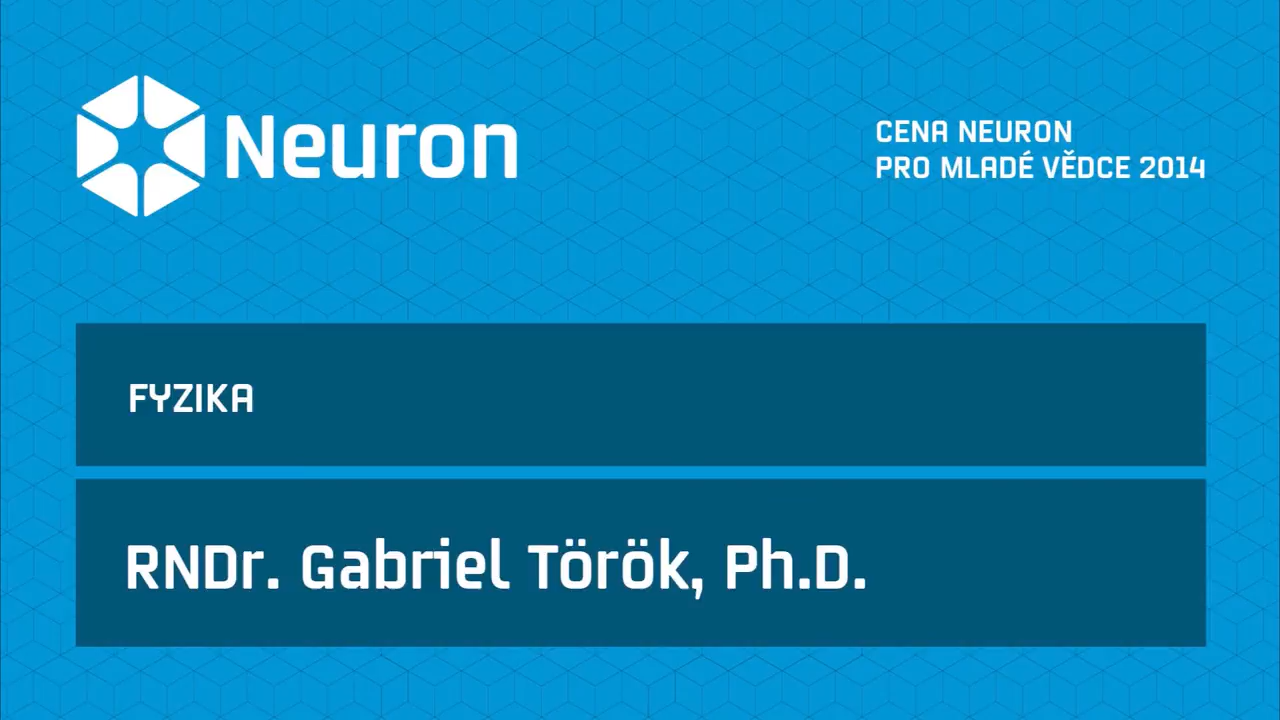 Neuron
CENA NEURON
PRO MLADÉ VĚDCE 2014
FYZIKA
RNDr. Gabriel Török, Ph.D.